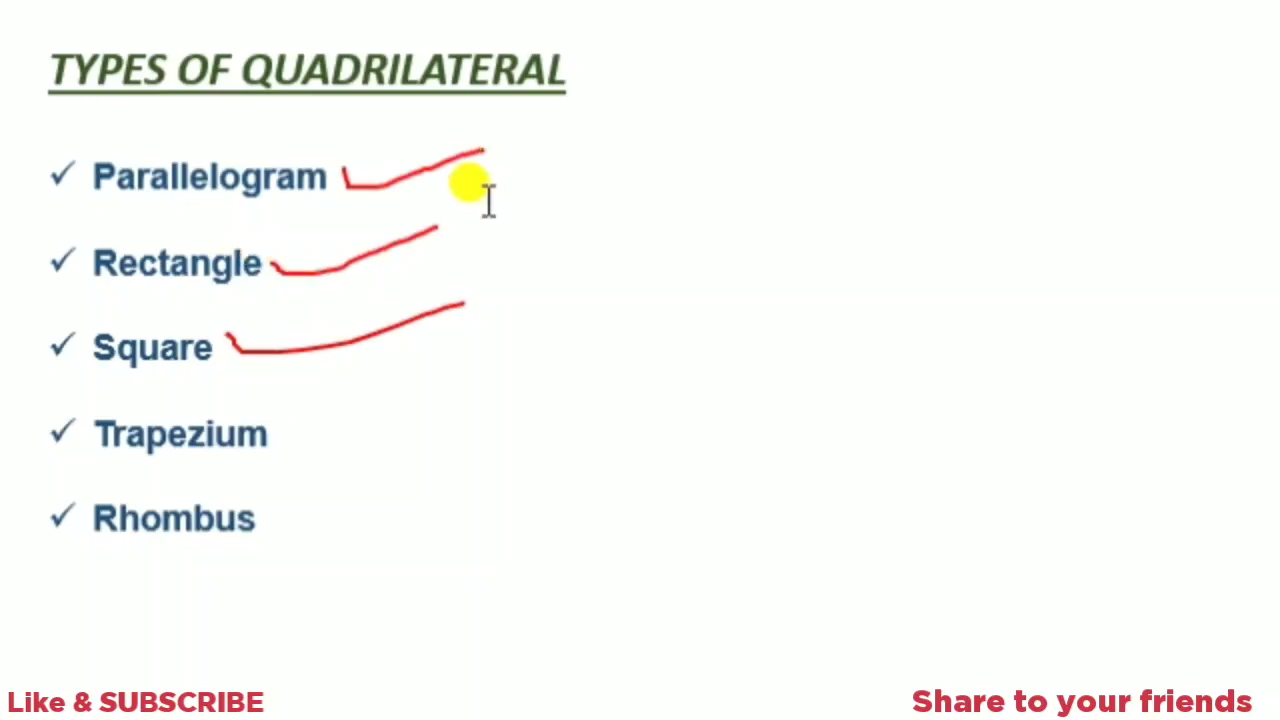 TYPES OF QUADRILATERAL
✓ Parallelogram
✓ Rectangle
✓ Square
✓ Trapezium
✓ Rhombus
Like & SUBSCRIBE
Share to your friends